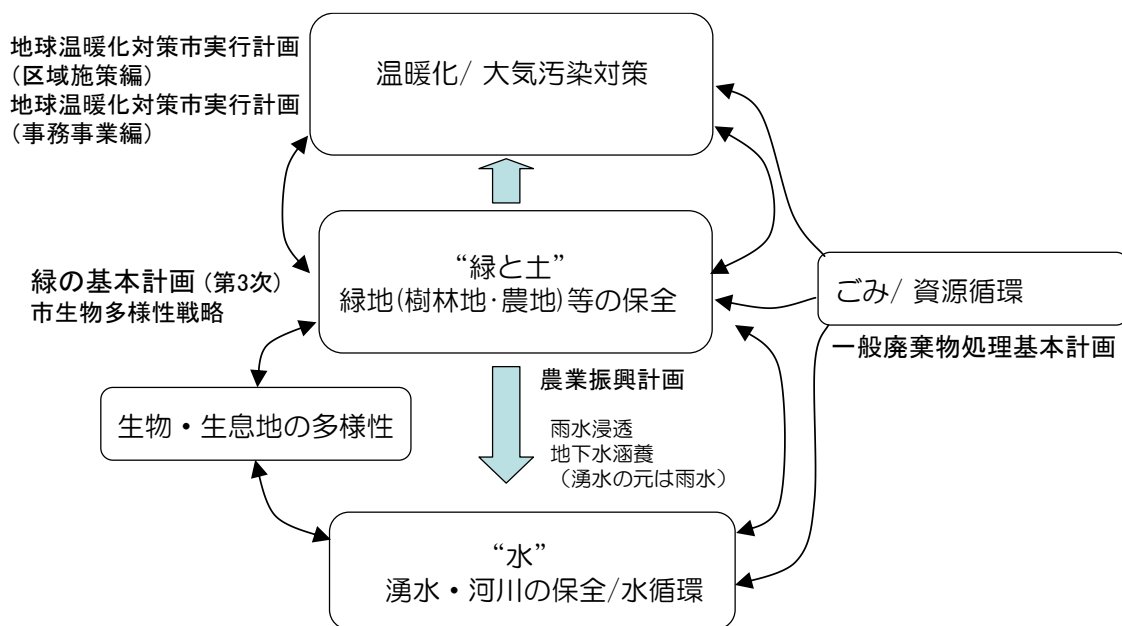 地球温暖化対策市実行計画
（区域施策編）
地球温暖化対策市実行計画
（事務事業編）
温暖化/ 大気汚染対策
“緑と土”
緑地(樹林地･農地)等の保全
緑の基本計画 (第3次)
市生物多様性戦略
ごみ/ 資源循環
一般廃棄物処理基本計画
農業振興計画
生物・生息地の多様性
雨水浸透
地下水涵養
（湧水の元は雨水）
“水”
湧水・河川の保全/水循環